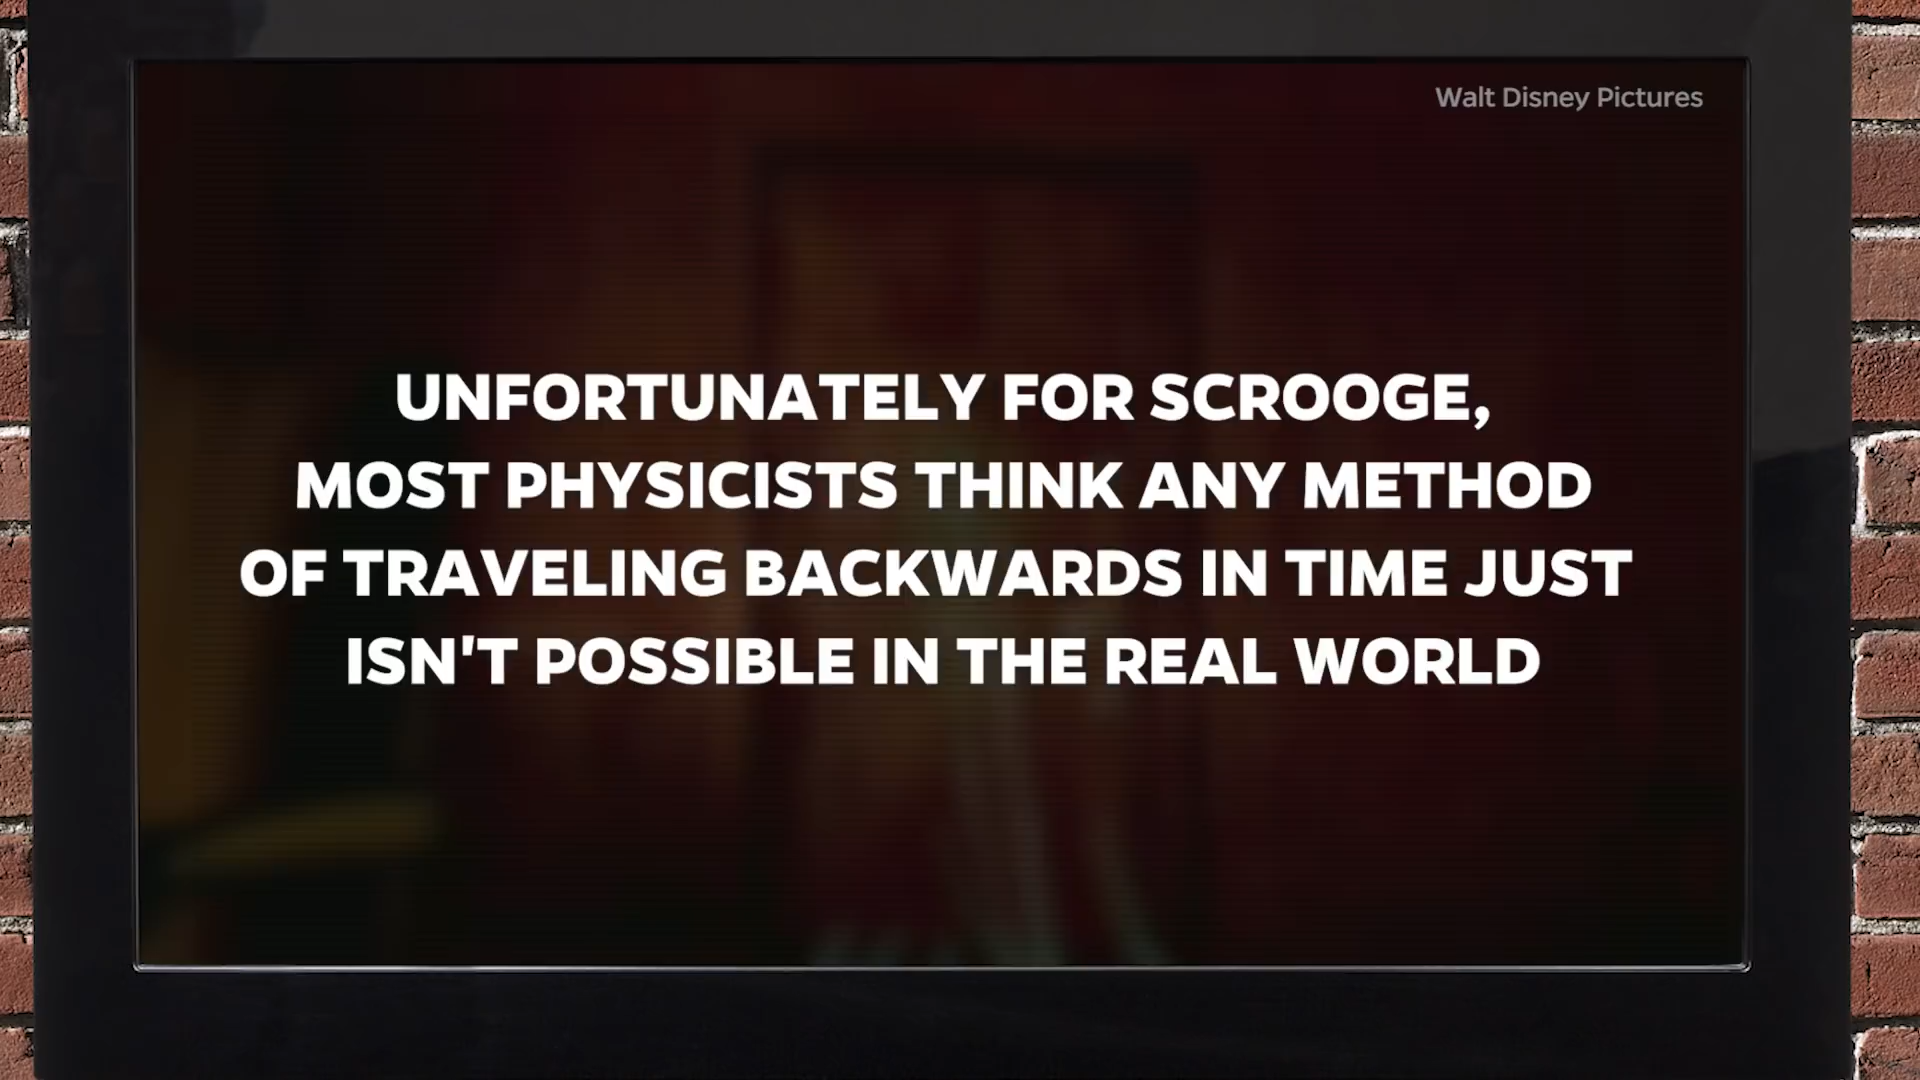 Walt Disney Pictures
UNFORTUNATELY FOR SCROOGE,
MOST PHYSICISTS THINK ANY METHOD
OF TRAVELING BACKWARDS IN TIME JUST
ISN'T POSSIBLE IN THE REAL WORLD